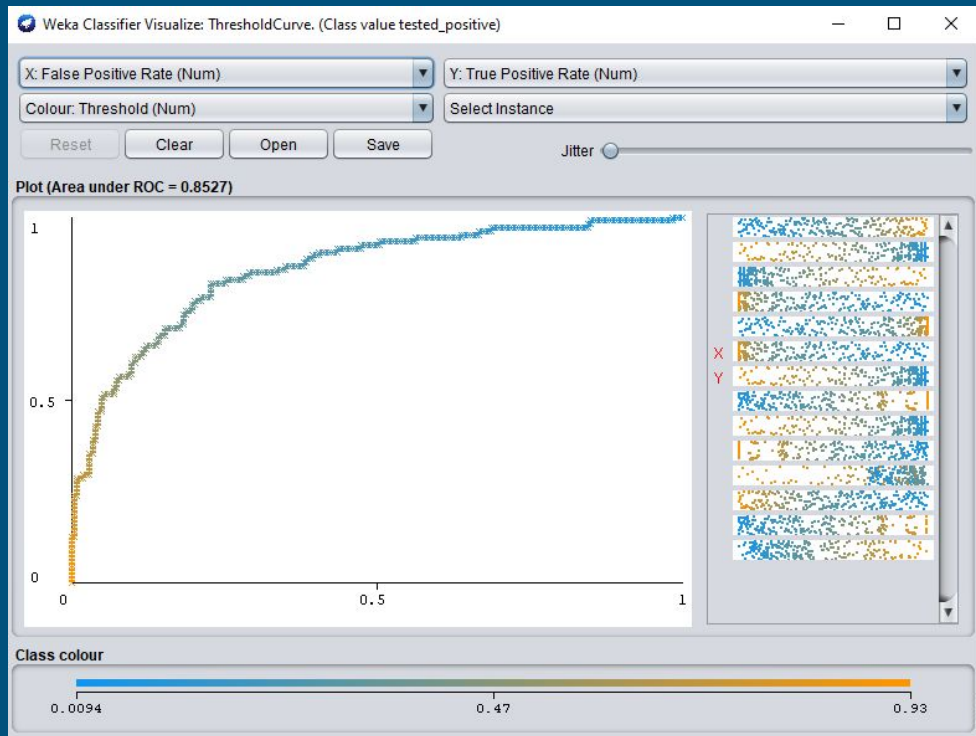 Weka Classifier Visualize: ThresholdCurve. (Class value tested_positive)
X: False Positive Rate (Num)
Y: True Positive Rate (Num)
Colour: Threshold (Num)
Select Instance
Reset
Clear
Open
Save
Jitter
Plot (Area under ROC = 0.8527)
1
0.5
0
0
0.5
1
X
Y
Class colour
0.0094
0.47
0.93